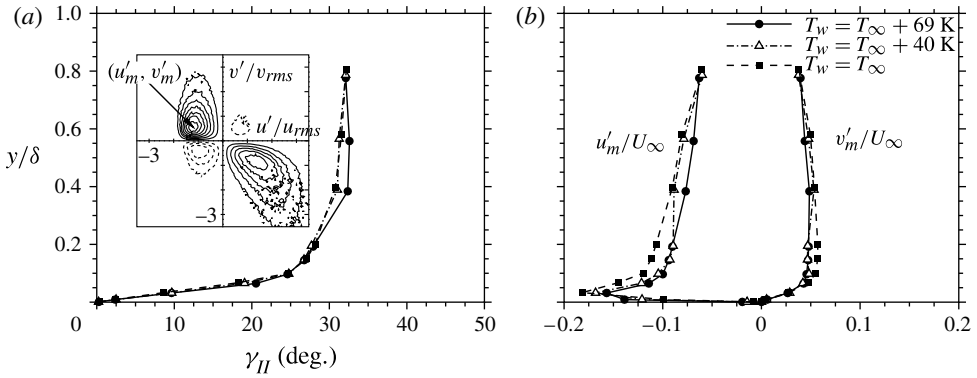 (a)
1.0
0.8
0.6
0.4
0.2
0
y/δ
(u′m, v′m)
v′/vrms
u′/urms
−3
−3
10
20
30
40
50
γII (deg.)
(b)
Tw = T∞ + 69 K
Tw = T∞ + 40 K
Tw = T∞
u′m/U∞
v′m/U∞
−0.2
−0.1
0
0.1
0.2